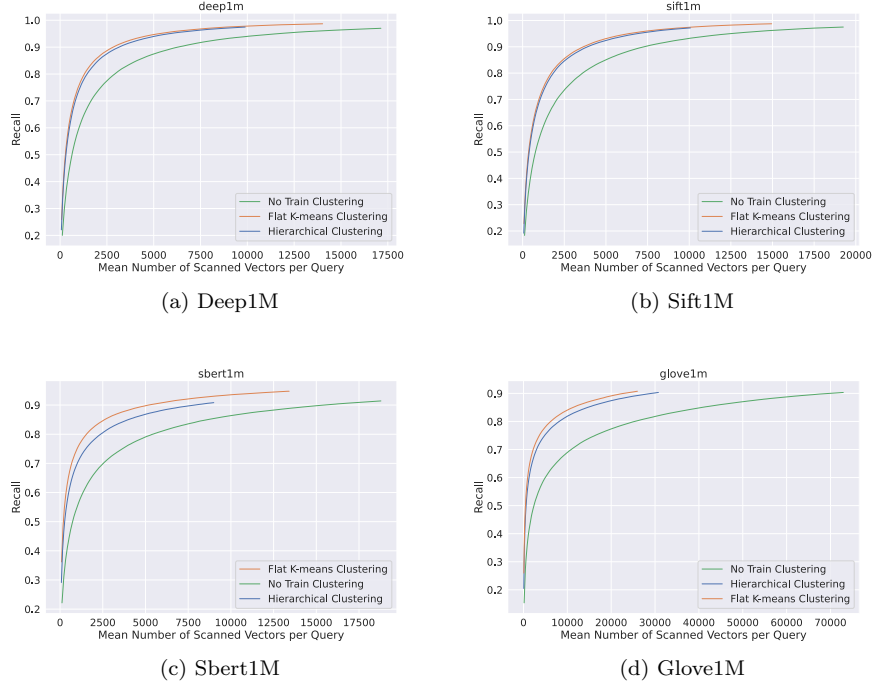 deep1m
1.0
0.9
0.8
0.7
0.6
0.5
0.4
0.3
0.2
Recall
No Train Clustering
Flat K-means Clustering
Hierarchical Clustering
0 2500 5000 7500 10000 12500 15000 17500
Mean Number of Scanned Vectors per Query
(a) Deep1M
sift1m
1.0
0.9
0.8
0.7
0.6
0.5
0.4
0.3
0.2
Recall
No Train Clustering
Flat K-means Clustering
Hierarchical Clustering
0 2500 5000 7500 10000 12500 15000 17500 20000
Mean Number of Scanned Vectors per Query
(b) Sift1M
sbert1m
0.9
0.8
0.7
0.6
0.5
0.4
0.3
0.2
Recall
Flat K-means Clustering
No Train Clustering
Hierarchical Clustering
0 2500 5000 7500 10000 12500 15000 17500
Mean Number of Scanned Vectors per Query
(c) Sbert1M
glove1m
0.9
0.8
0.7
0.6
0.5
0.4
0.3
0.2
Recall
No Train Clustering
Hierarchical Clustering
Flat K-means Clustering
0 10000 20000 30000 40000 50000 60000 70000
Mean Number of Scanned Vectors per Query
(d) Glove1M